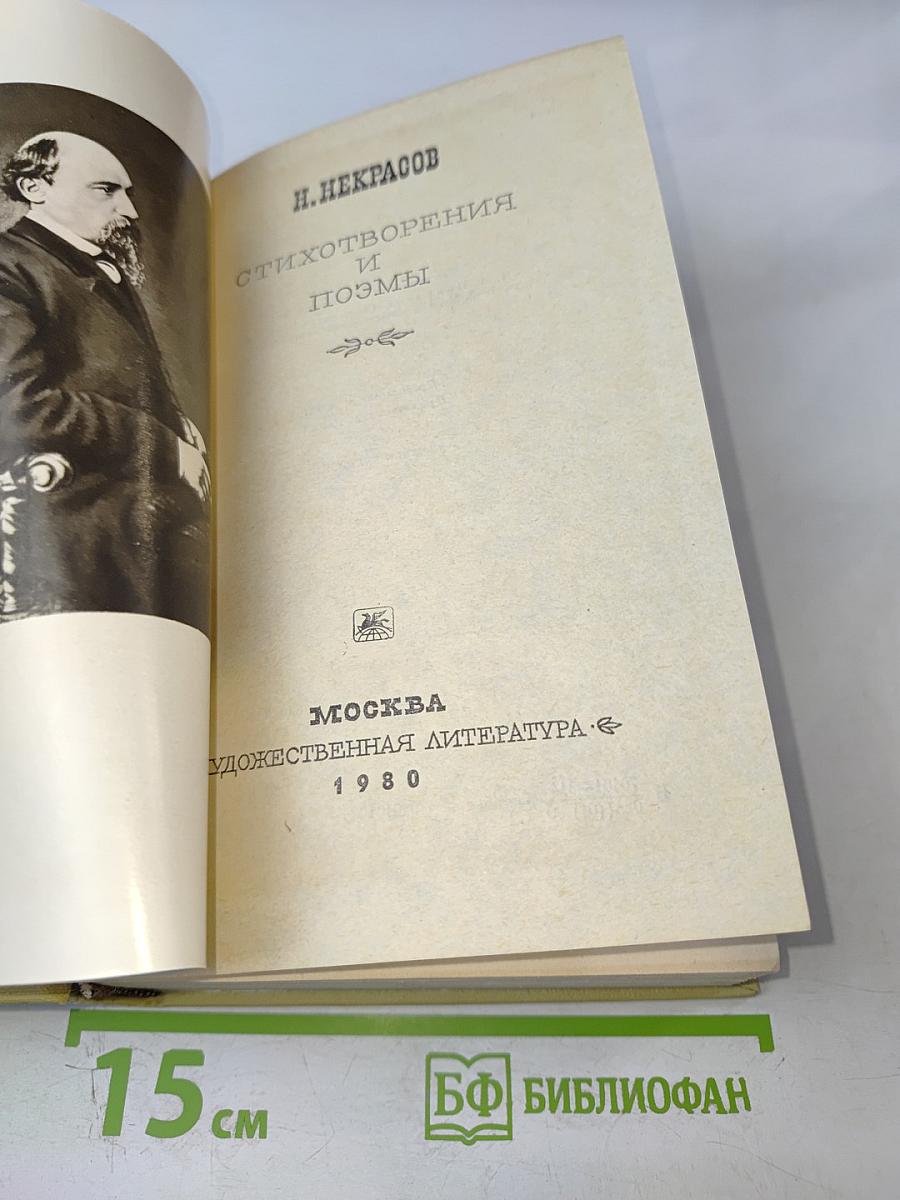 Н. НЕКРАСОВ
СТИХОТВОРЕНИЯ
И
ПОЭМЫ
МОСКВА
УДОЖЕСТВЕННАЯ ЛИТЕРАТУРА
1980
15 см
БФ БИБЛИОФАН